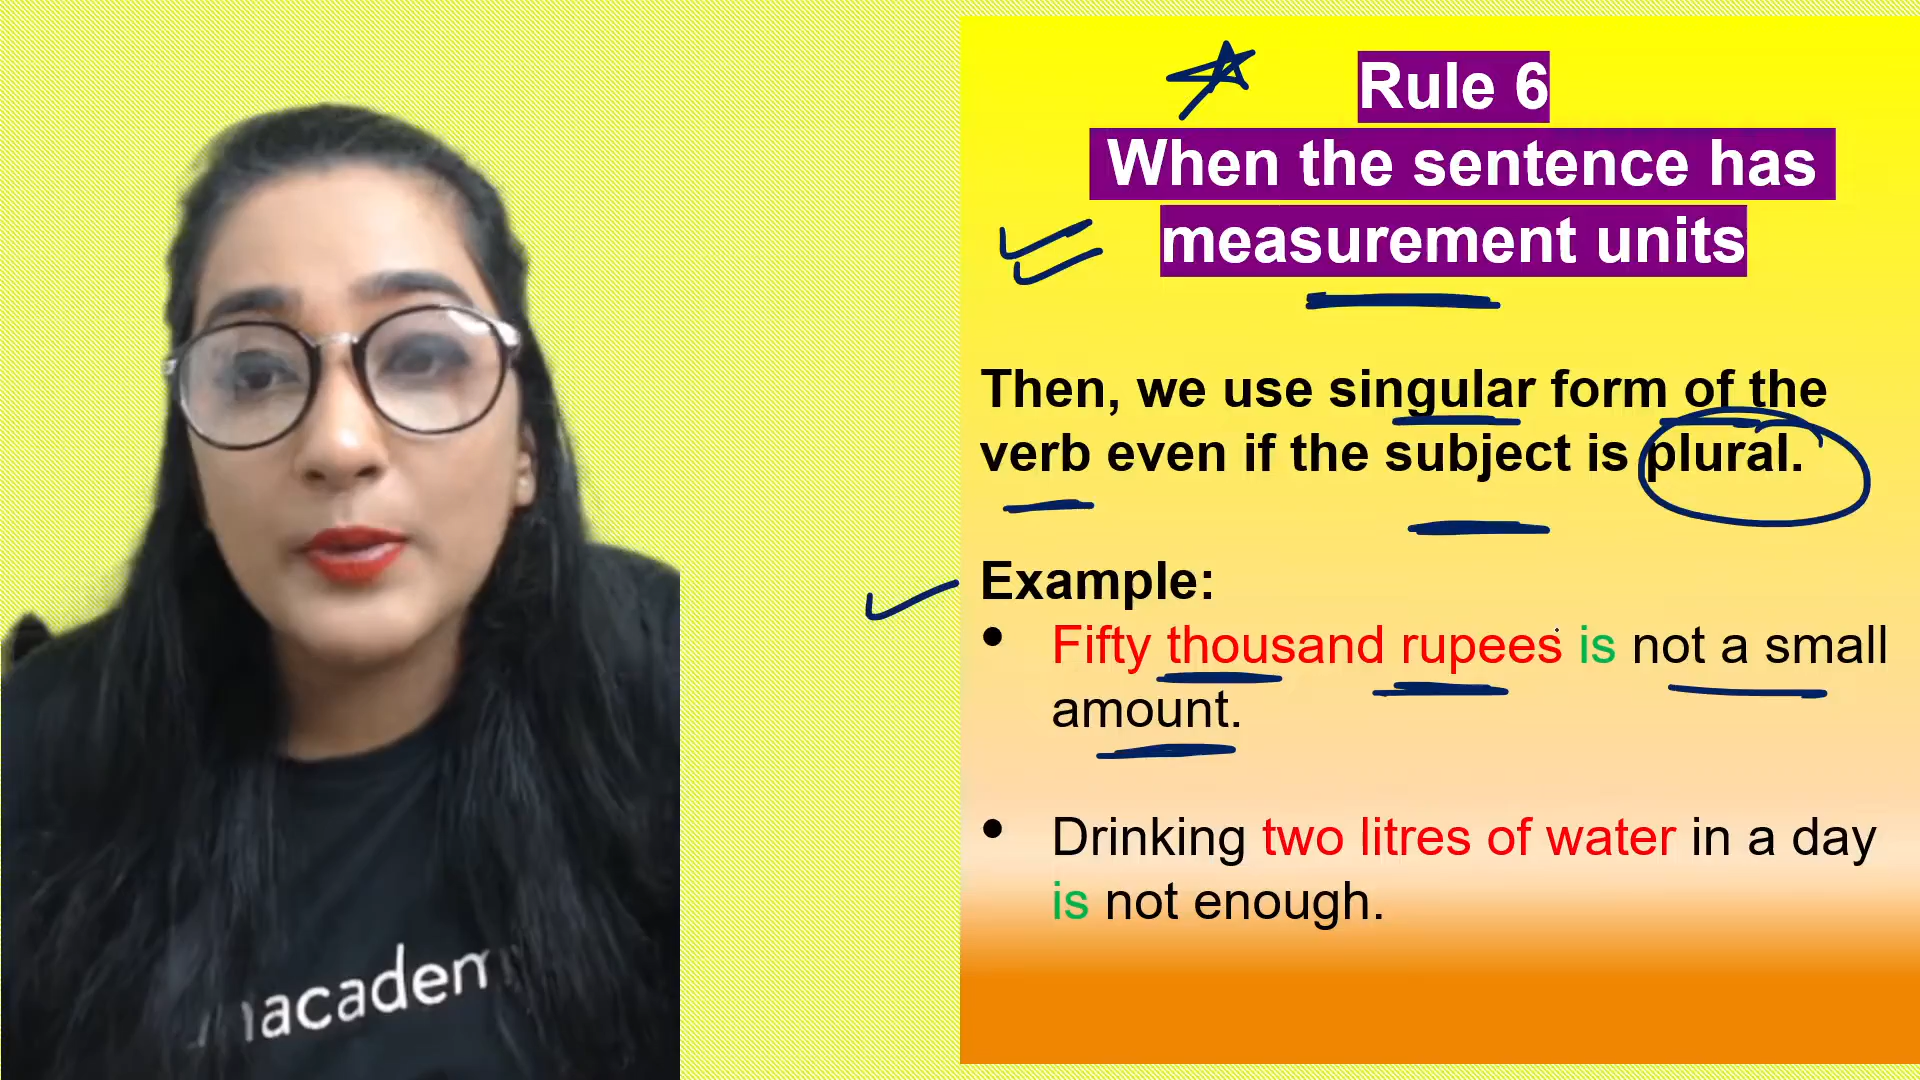 Rule 6
When the sentence has
measurement units
Then, we use singular form of the
verb even if the subject is plural.
Example:
• Fifty thousand rupees is not a small
amount.
• Drinking two litres of water in a day
is not enough.
nacadem